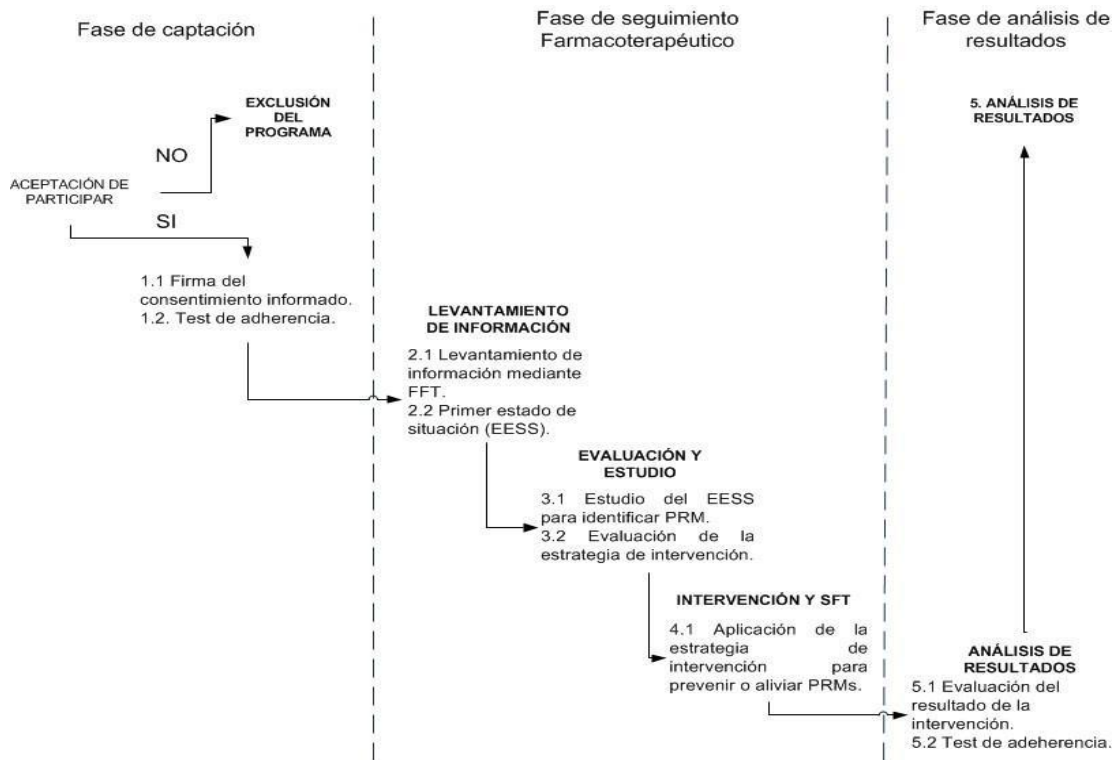 Fase de captación
Fase de seguimiento
Farmacoterapéutico
Fase de análisis de
resultados
EXCLUSIÓN
DEL
PROGRAMA
NO
ACEPTACIÓN DE
PARTICIPAR
SI
1.1 Firma del
consentimiento informado.
1.2. Test de adherencia.
LEVANTAMIENTO
DE INFORMACIÓN
2.1 Levantamiento de
información mediante
FFT.
2.2 Primer estado de
situación (EESS).
EVALUACIÓN Y
ESTUDIO
3.1 Estudio del EESS
para identificar PRM.
3.2 Evaluación de la
estrategia de intervención.
INTERVENCIÓN Y SFT
4.1 Aplicación de la
estrategia de
intervención para
prevenir o aliviar PRMs.
5. ANÁLISIS DE
RESULTADOS
ANÁLISIS DE
RESULTADOS
5.1 Evaluación del
resultado de la
intervención.
5.2 Test de adeherencia.